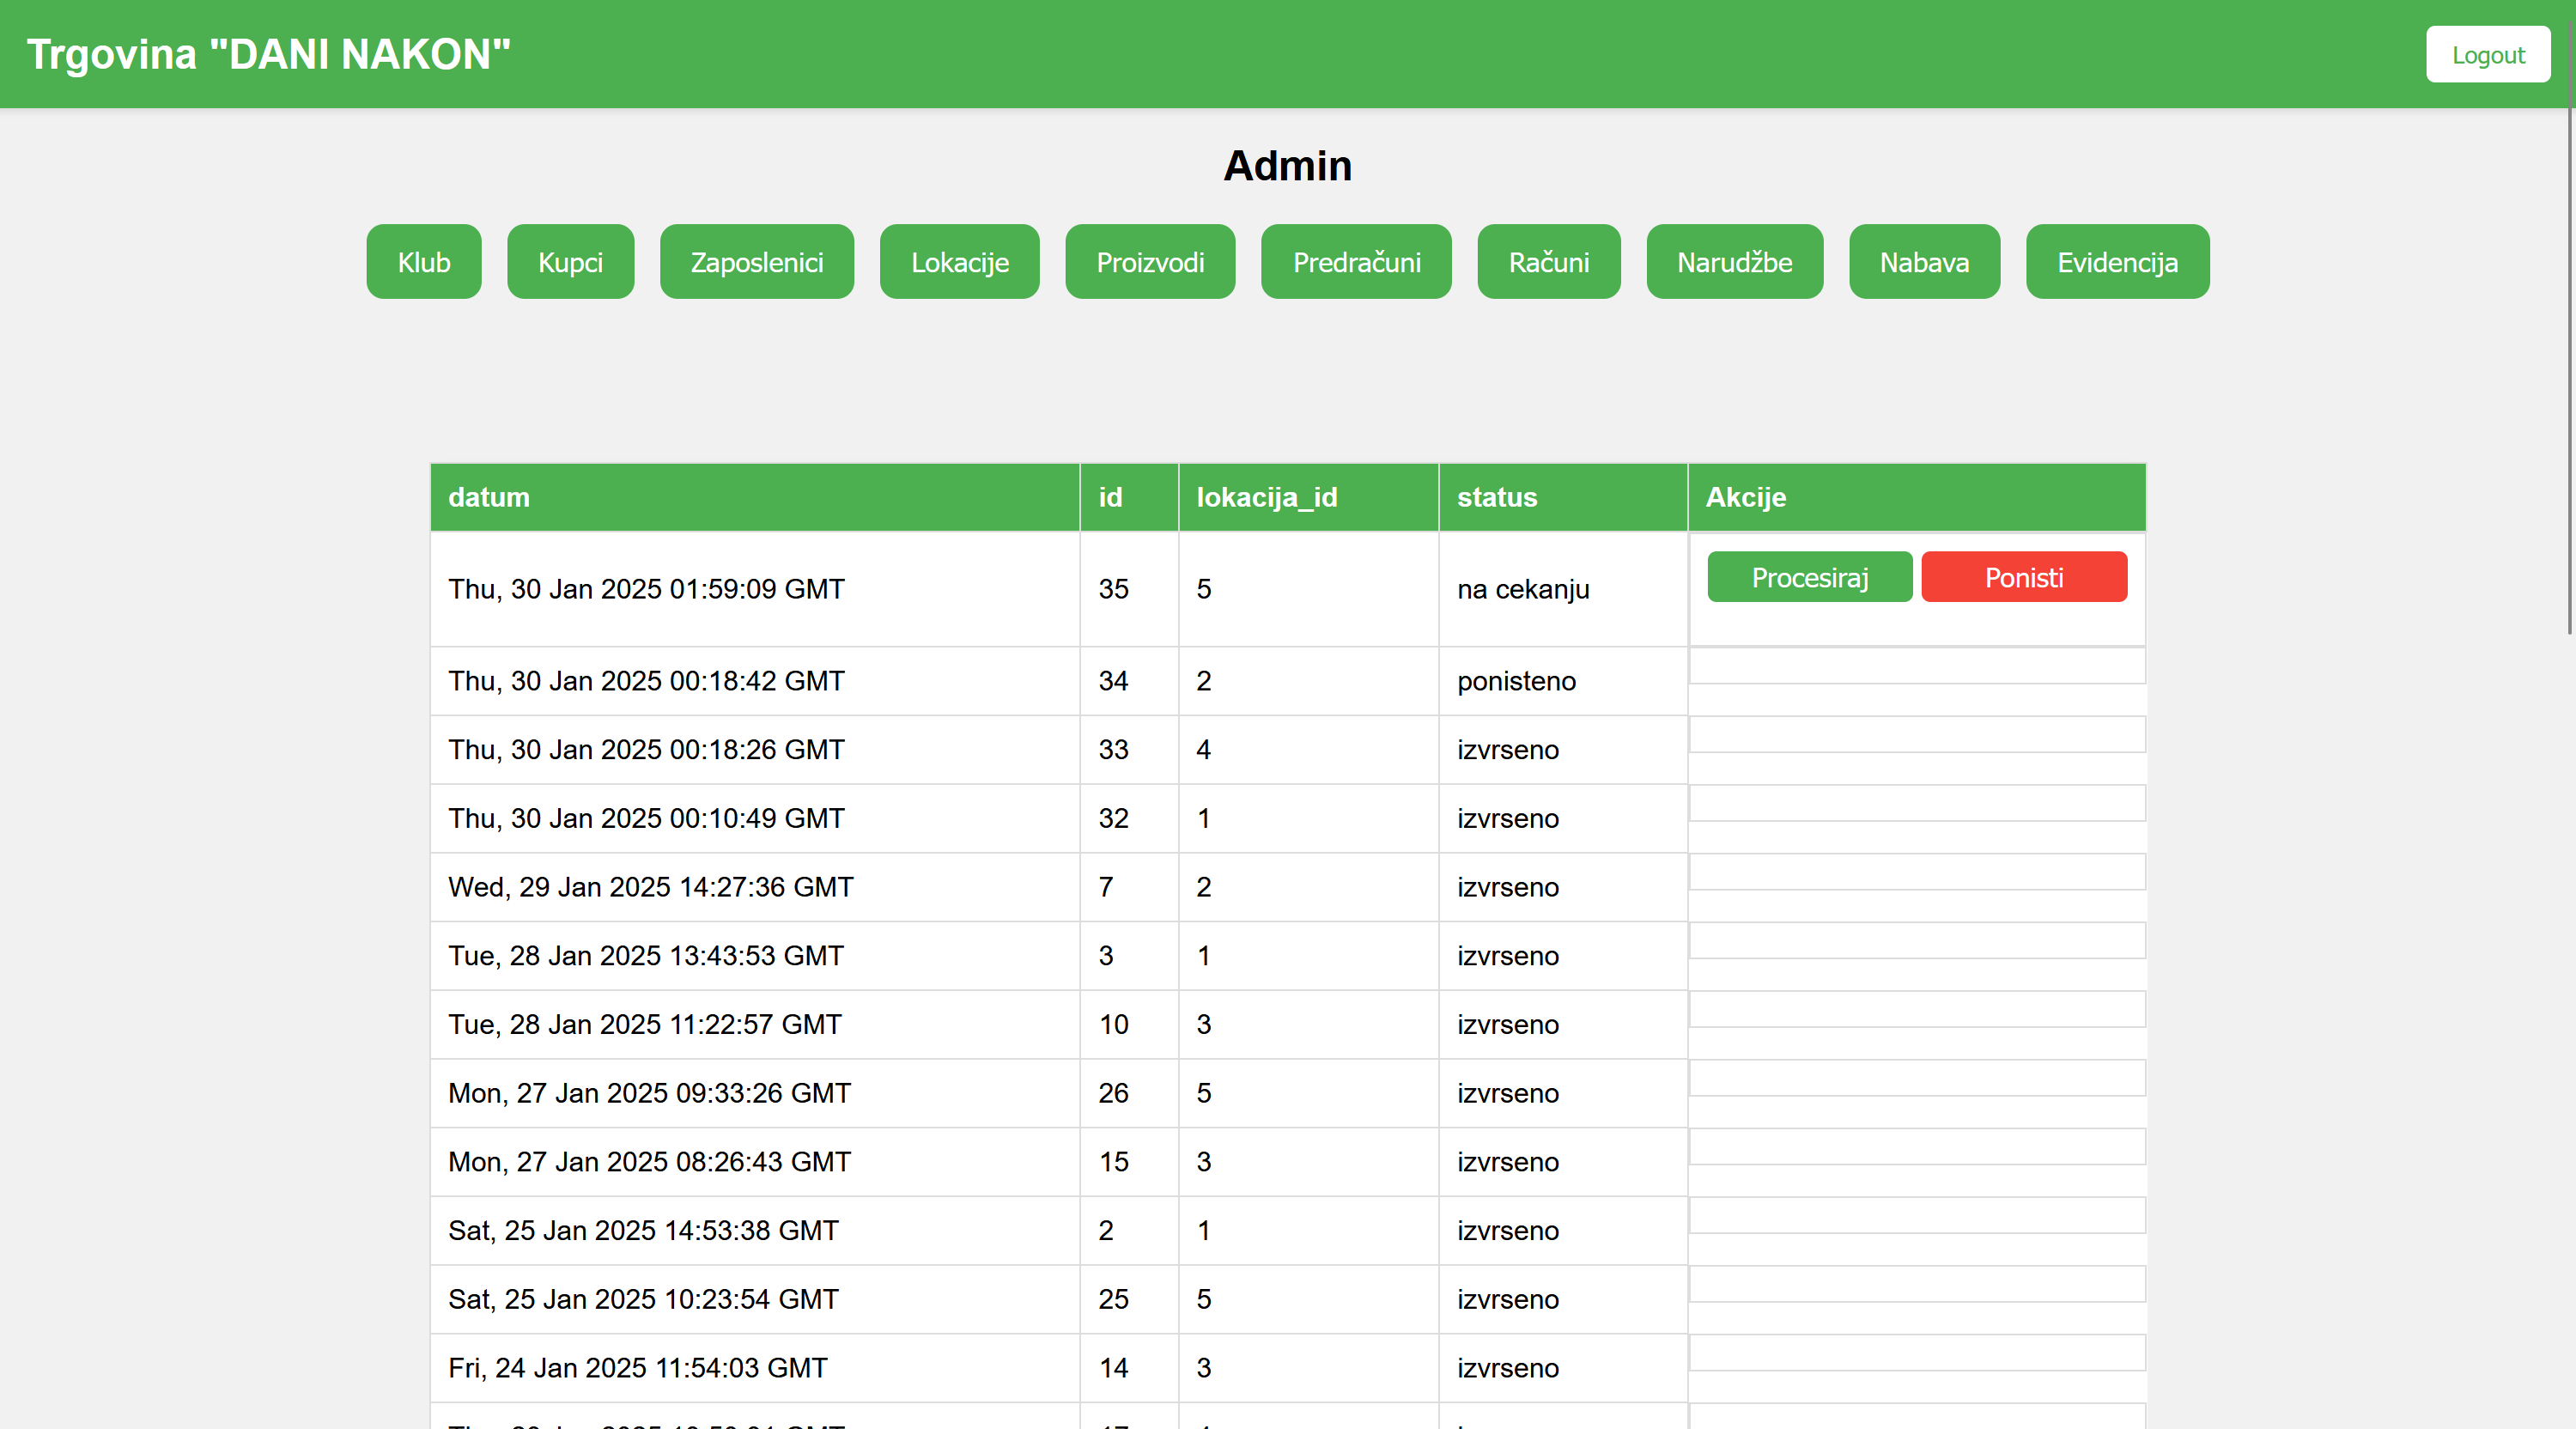 Trgovina "DANI NAKON"
Logout
Admin
Klub Kupci Zaposlenici Lokacije Proizvodi Predračuni Računi Narudžbe Nabava Evidencija
datum id lokacija_id status Akcije
Thu, 30 Jan 2025 01:59:09 GMT 35 5 na cekanju Procesiraj Ponisti
Thu, 30 Jan 2025 00:18:42 GMT 34 2 ponisteno
Thu, 30 Jan 2025 00:18:26 GMT 33 4 izvrseno
Thu, 30 Jan 2025 00:10:49 GMT 32 1 izvrseno
Wed, 29 Jan 2025 14:27:36 GMT 7 2 izvrseno
Tue, 28 Jan 2025 13:43:53 GMT 3 1 izvrseno
Tue, 28 Jan 2025 11:22:57 GMT 10 3 izvrseno
Mon, 27 Jan 2025 09:33:26 GMT 26 5 izvrseno
Mon, 27 Jan 2025 08:26:43 GMT 15 3 izvrseno
Sat, 25 Jan 2025 14:53:38 GMT 2 1 izvrseno
Sat, 25 Jan 2025 10:23:54 GMT 25 5 izvrseno
Fri, 24 Jan 2025 11:54:03 GMT 14 3 izvrseno